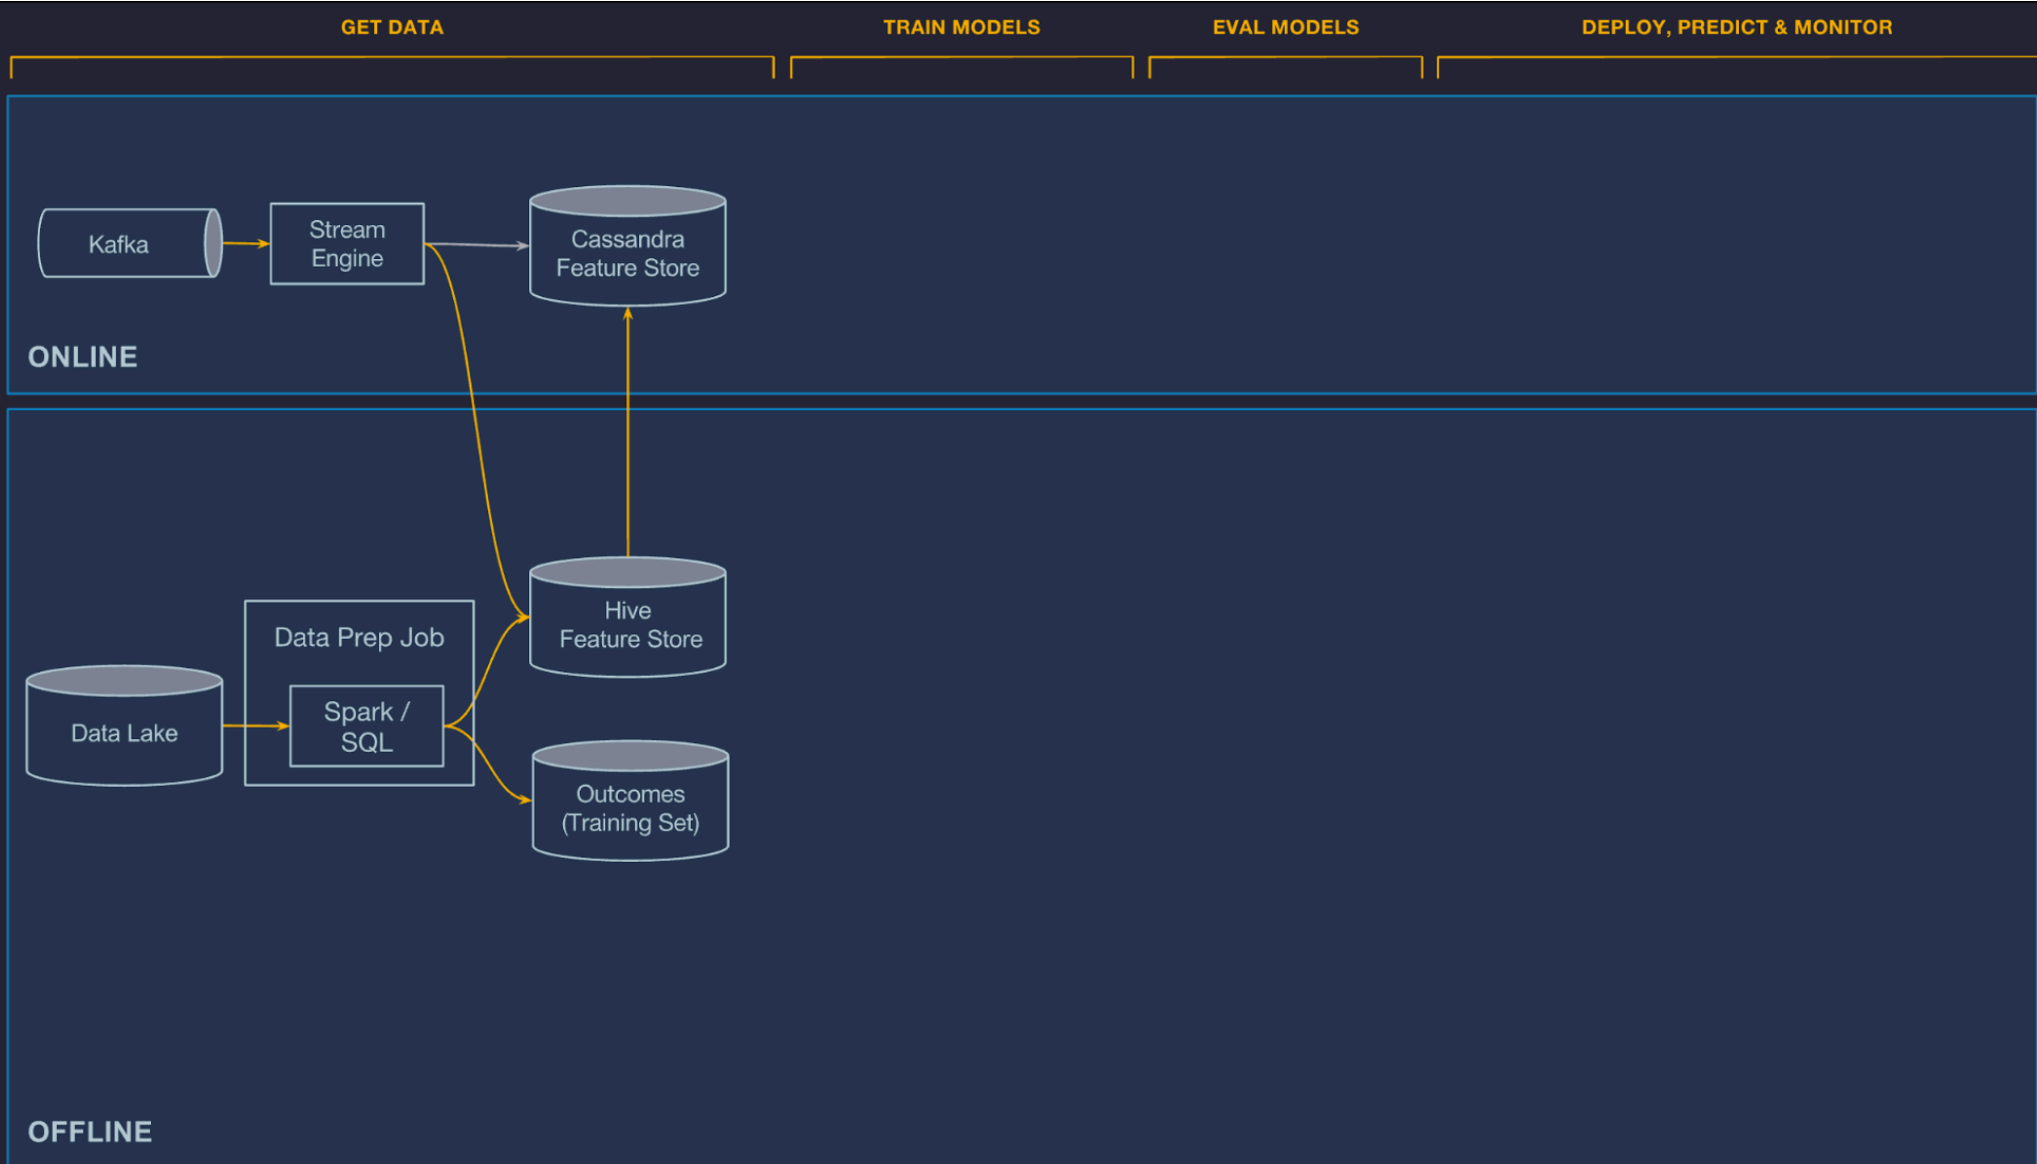 GET DATA
TRAIN MODELS
EVAL MODELS
DEPLOY, PREDICT & MONITOR
Kafka
Stream
Engine
Cassandra
Feature Store
ONLINE
Hive
Feature Store
Data Prep Job
Spark /
SQL
Data Lake
Outcomes
(Training Set)
OFFLINE